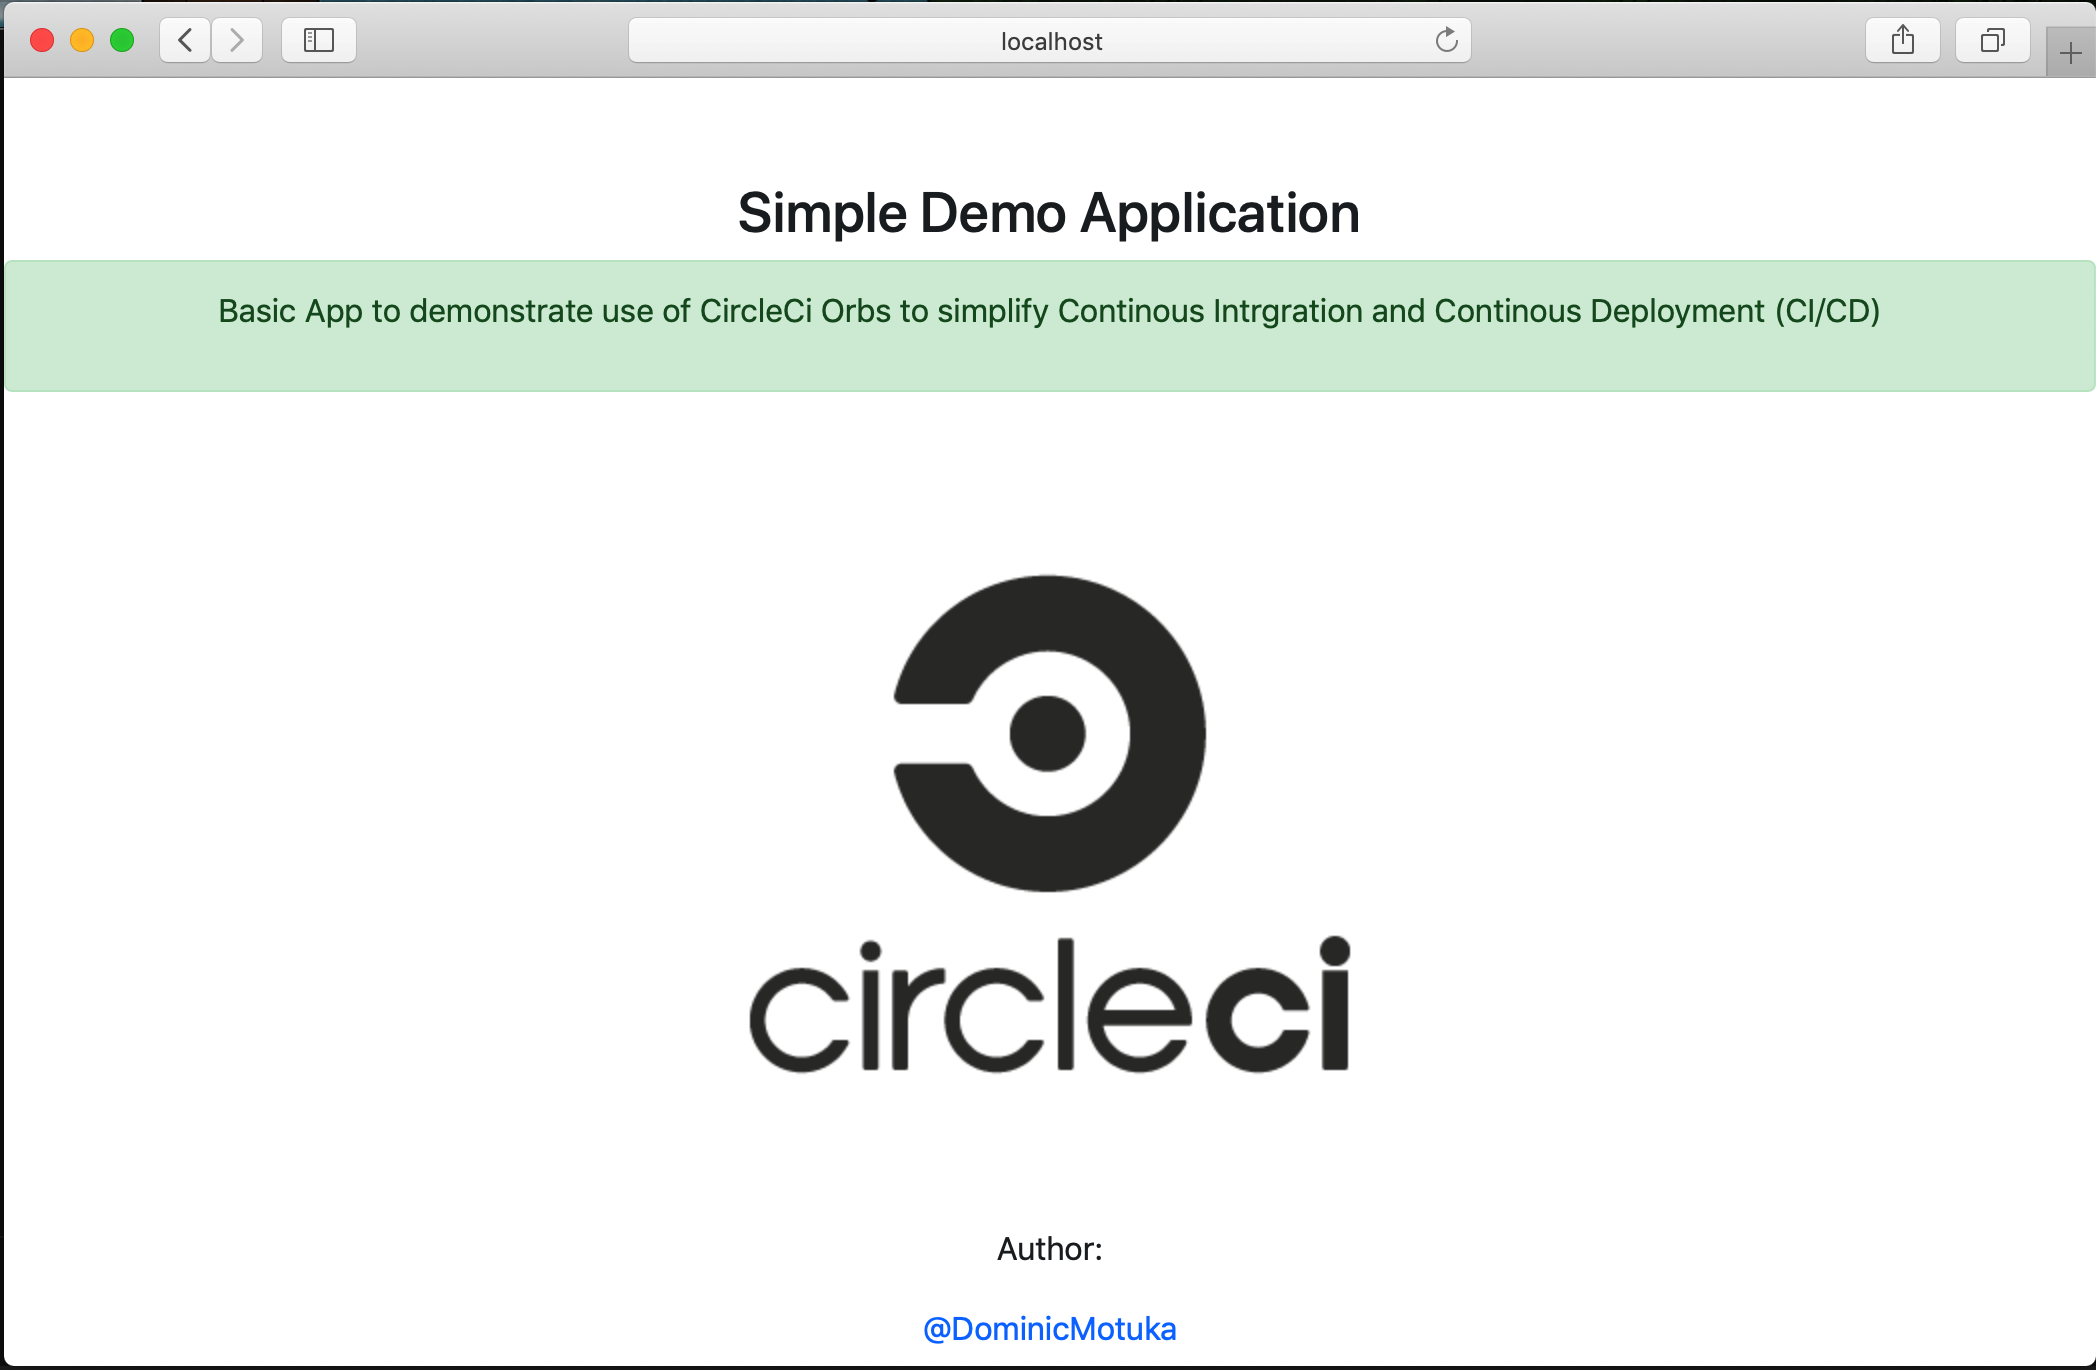 localhost
Simple Demo Application
Basic App to demonstrate use of CircleCi Orbs to simplify Continous Intrgration and Continous Deployment (CI/CD)
circleci
Author:
@DominicMotuka